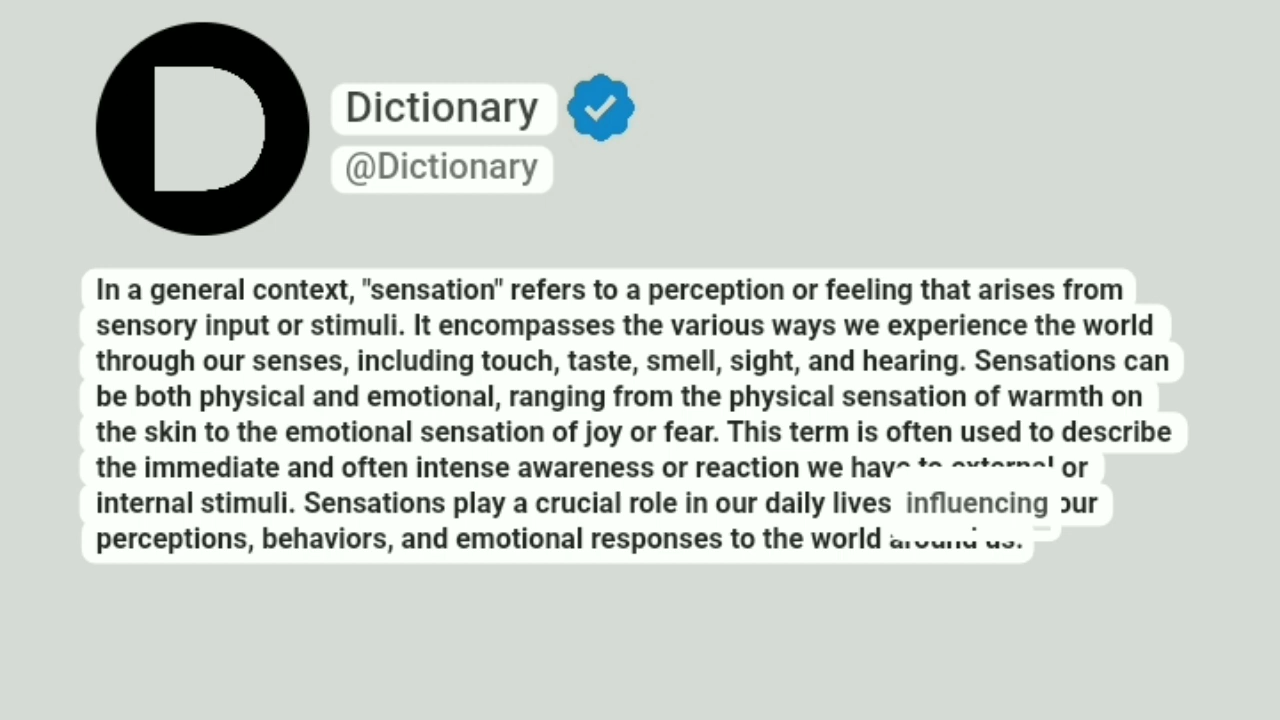 D
Dictionary
@Dictionary
In a general context, "sensation" refers to a perception or feeling that arises from
sensory input or stimuli. It encompasses the various ways we experience the world
through our senses, including touch, taste, smell, sight, and hearing. Sensations can
be both physical and emotional, ranging from the physical sensation of warmth on
the skin to the emotional sensation of joy or fear. This term is often used to describe
the immediate and often intense awareness or reaction we have to external or
internal stimuli. Sensations play a crucial role in our daily lives influencing our
perceptions, behaviors, and emotional responses to the world around us.